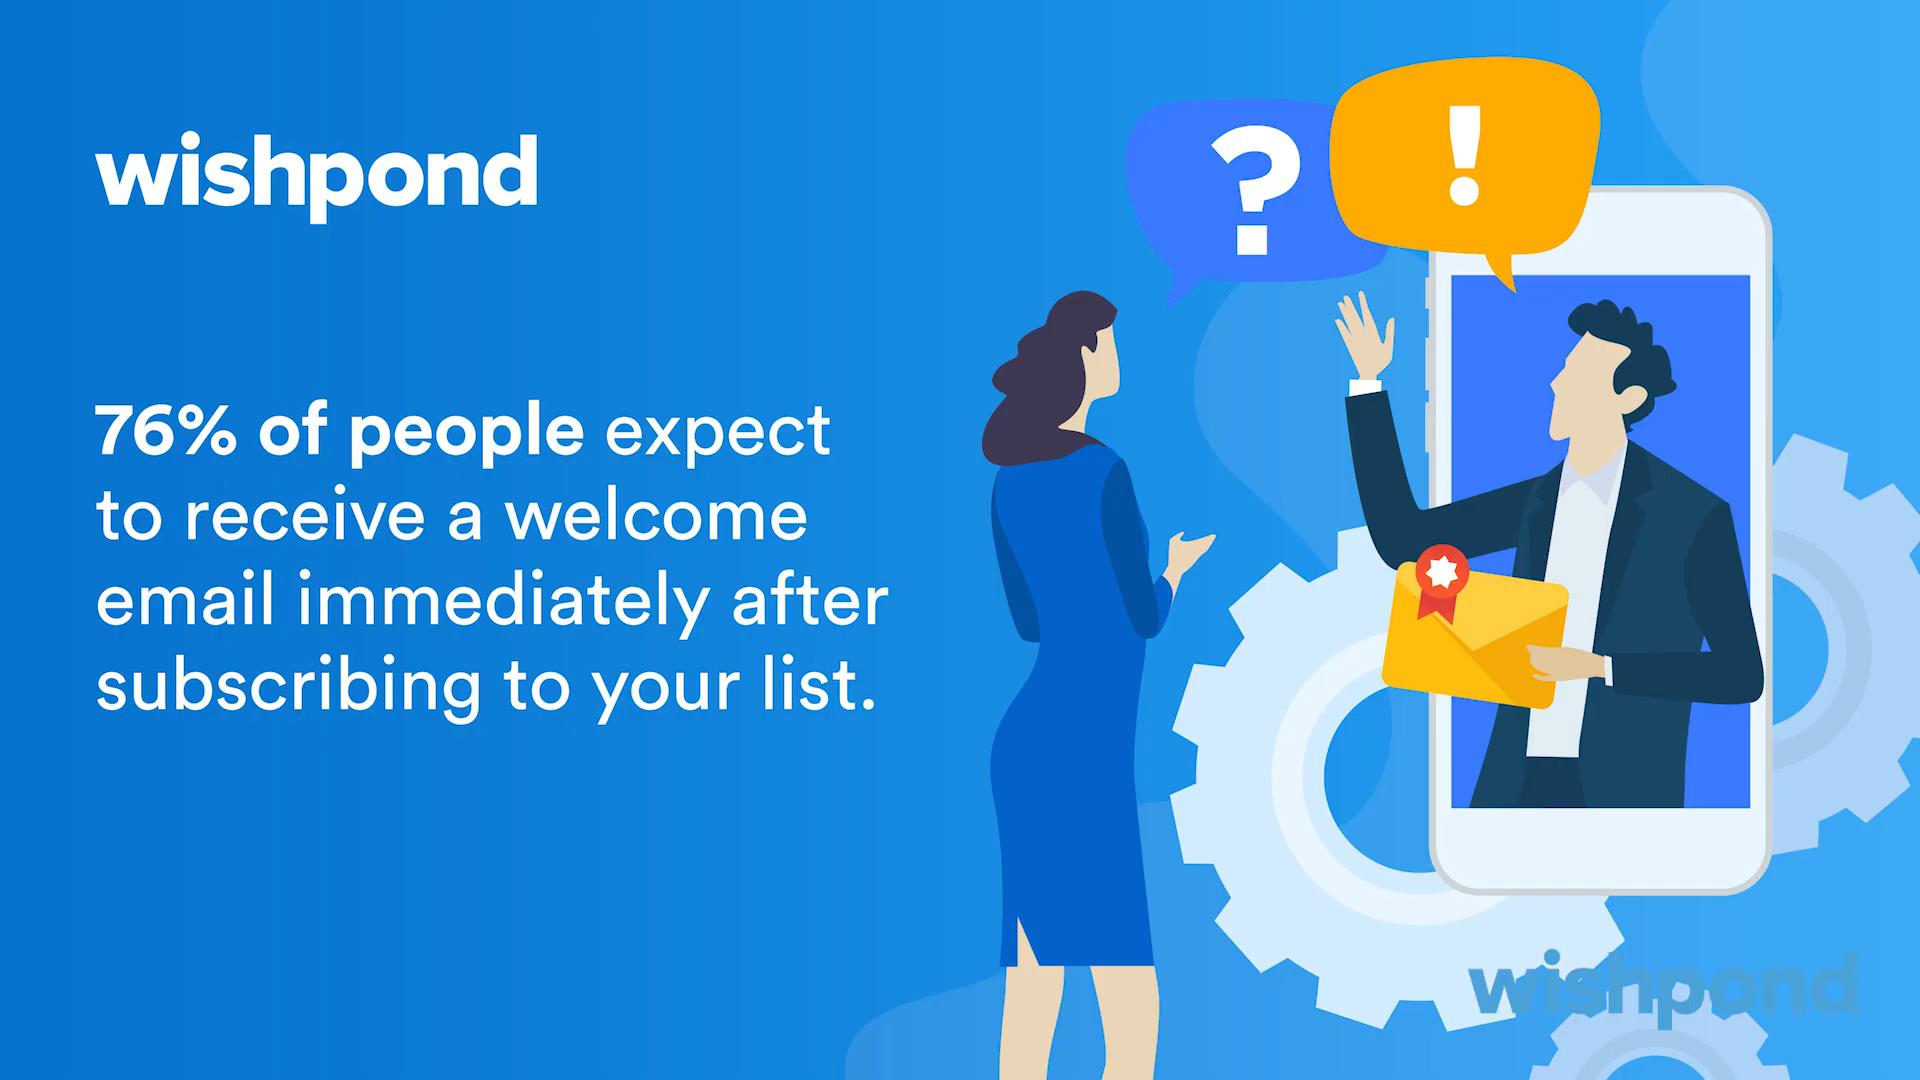 wishpond
?
!
76% of people expect
to receive a welcome
email immediately after
subscribing to your list.
wishpond